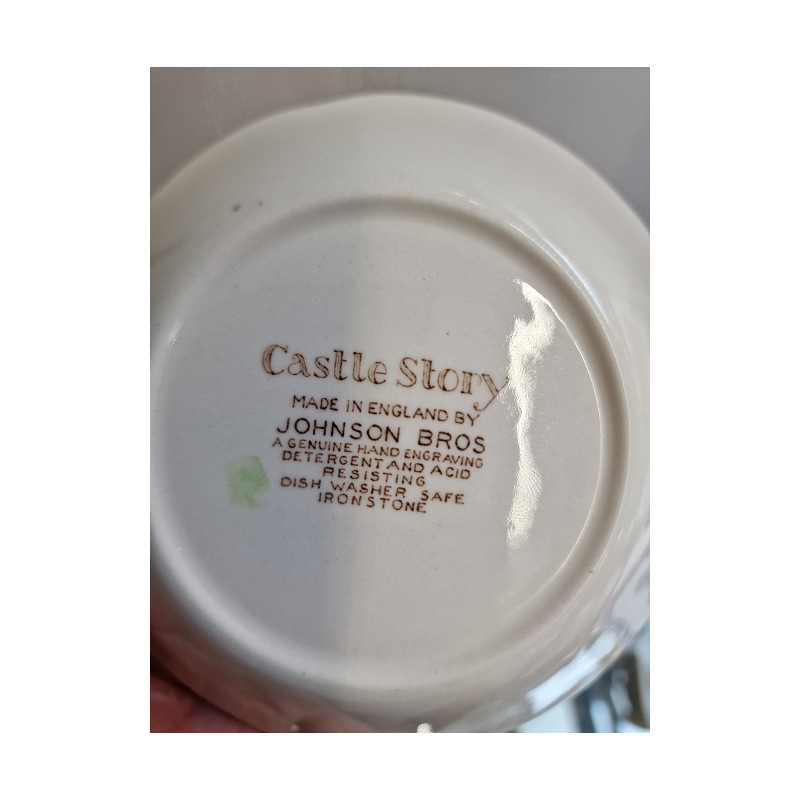 Castle Story
MADE IN ENGLAND BY
JOHNSON BROS
A GENUINE HAND ENGRAVING
DETERGENT AND ACID
RESISTING
DISH WASHER SAFE
IRONSTONE